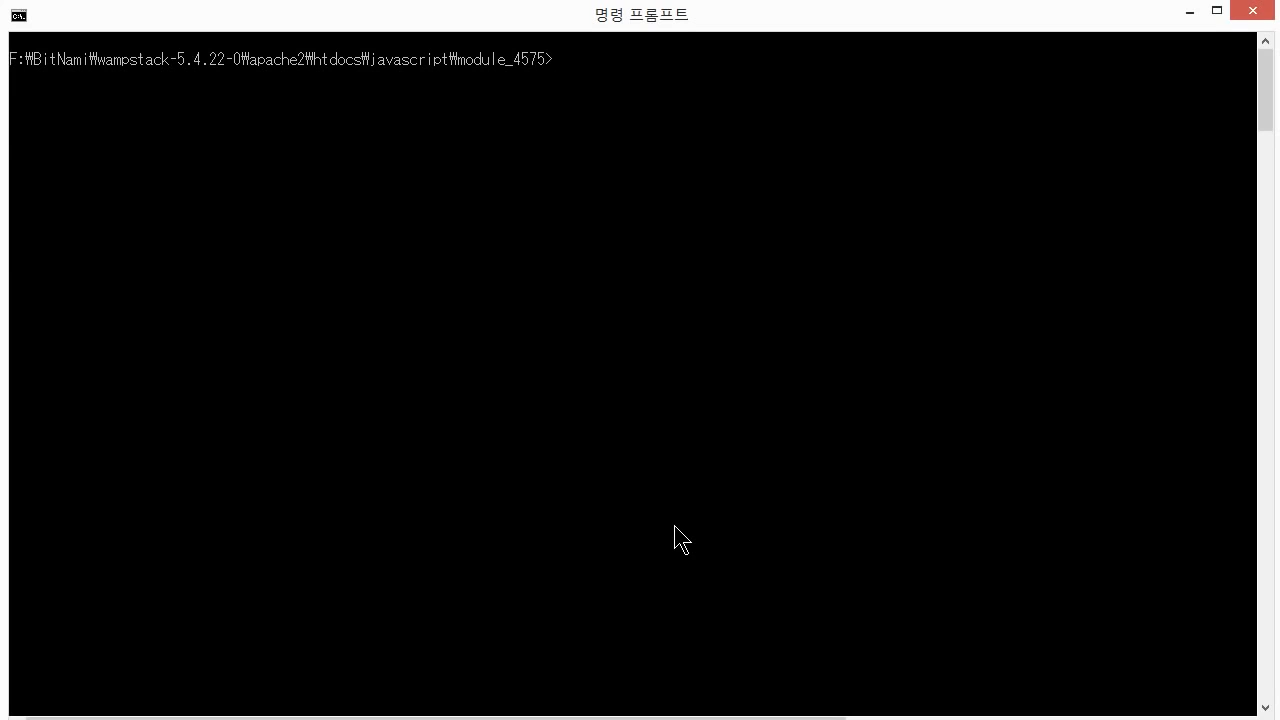 명령 프롬프트
F:₩BitNami₩wampstack-5.4.22-0₩apache2₩htdocs₩javascript₩module_4575>